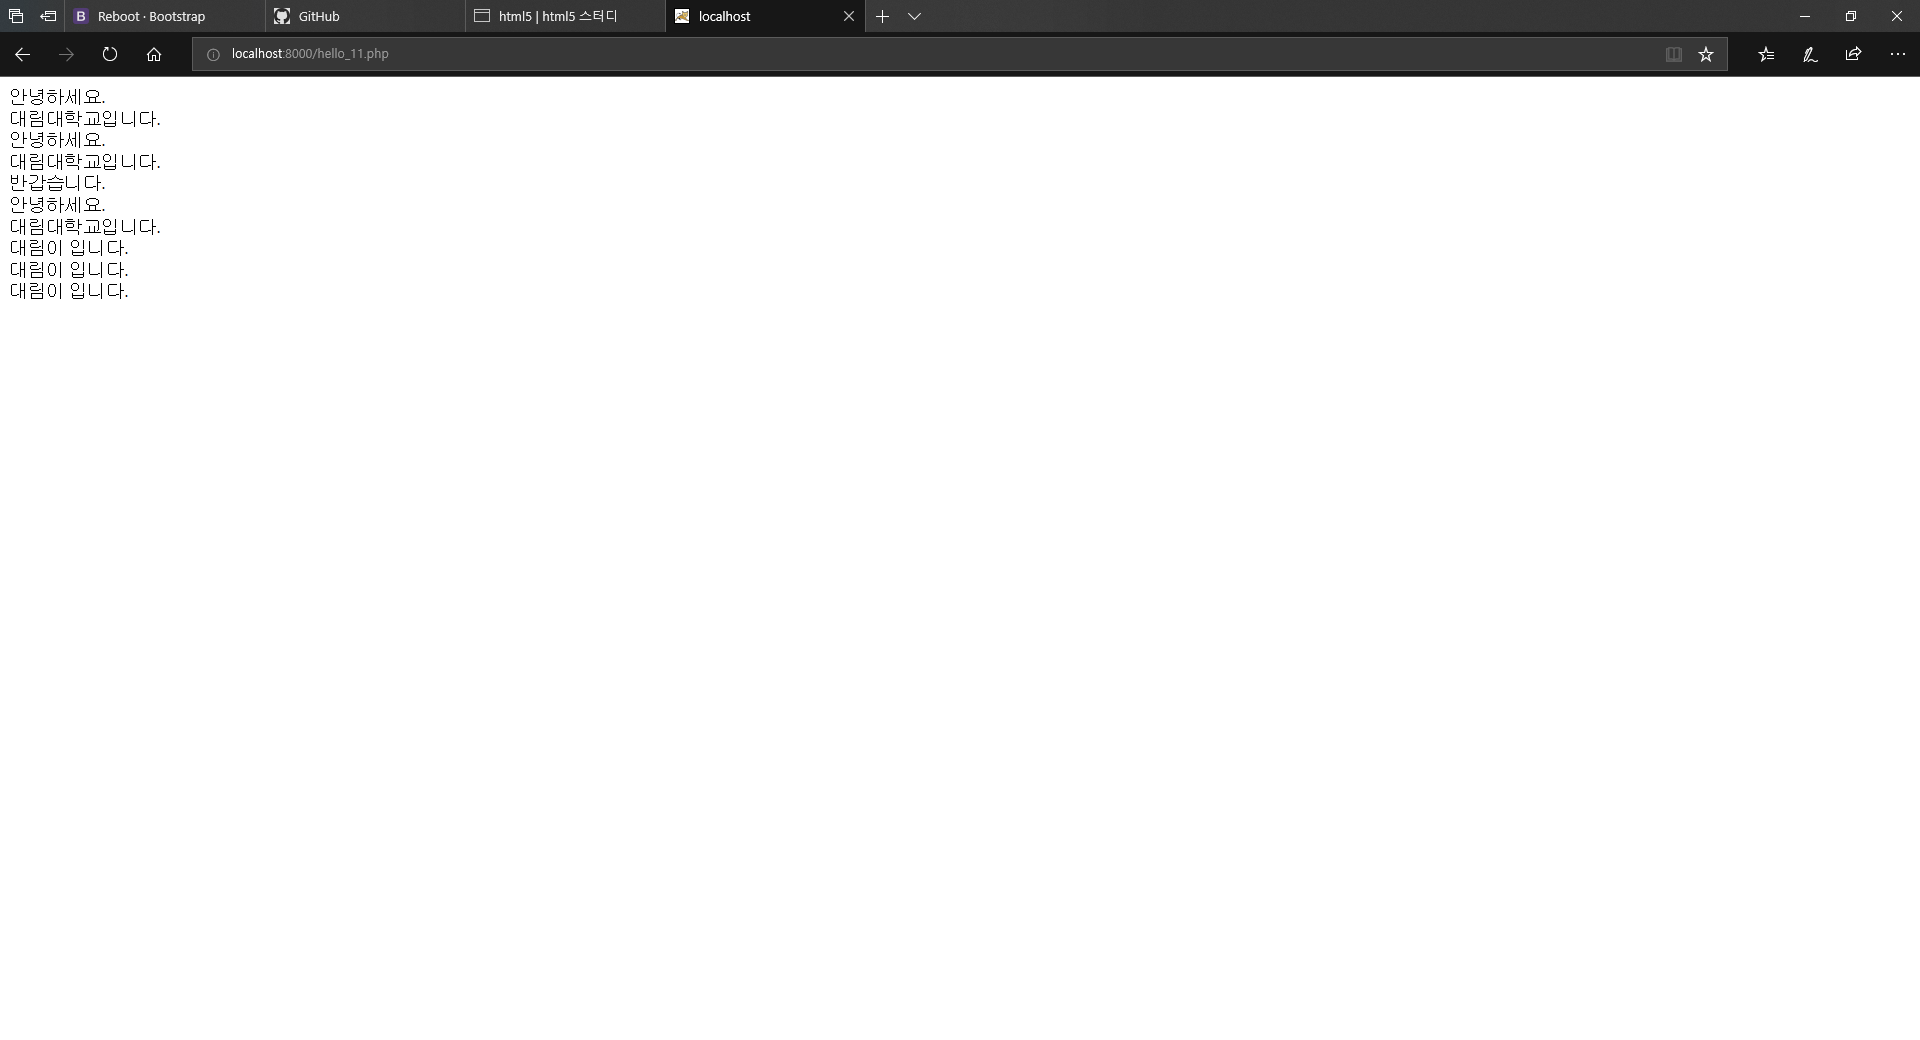 Reboot · Bootstrap
GitHub
html5 | html5 스터디
localhost
localhost:8000/hello_11.php
안녕하세요.
대림대학교입니다.
안녕하세요.
대림대학교입니다.
반갑습니다.
안녕하세요.
대림대학교입니다.
대림이 입니다.
대림이 입니다.
대림이 입니다.